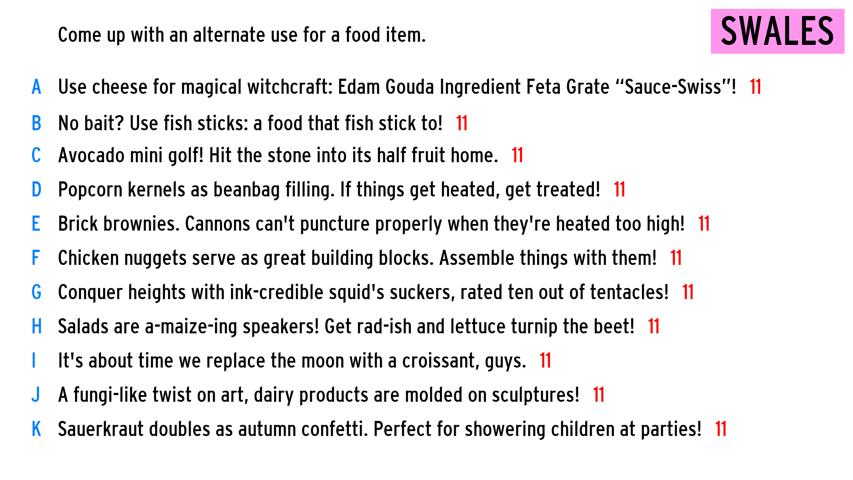 Come up with an alternate use for a food item.
SWALES
A Use cheese for magical witchcraft: Edam Gouda Ingredient Feta Grate “Sauce-Swiss”! 11
B No bait? Use fish sticks: a food that fish stick to! 11
C Avocado mini golf! Hit the stone into its half fruit home. 11
D Popcorn kernels as beanbag filling. If things get heated, get treated! 11
E Brick brownies. Cannons can't puncture properly when they're heated too high! 11
F Chicken nuggets serve as great building blocks. Assemble things with them! 11
G Conquer heights with ink-credible squid's suckers, rated ten out of tentacles! 11
H Salads are a-maize-ing speakers! Get rad-ish and lettuce turnip the beet! 11
I It's about time we replace the moon with a croissant, guys. 11
J A fungi-like twist on art, dairy products are molded on sculptures! 11
K Sauerkraut doubles as autumn confetti. Perfect for showering children at parties! 11